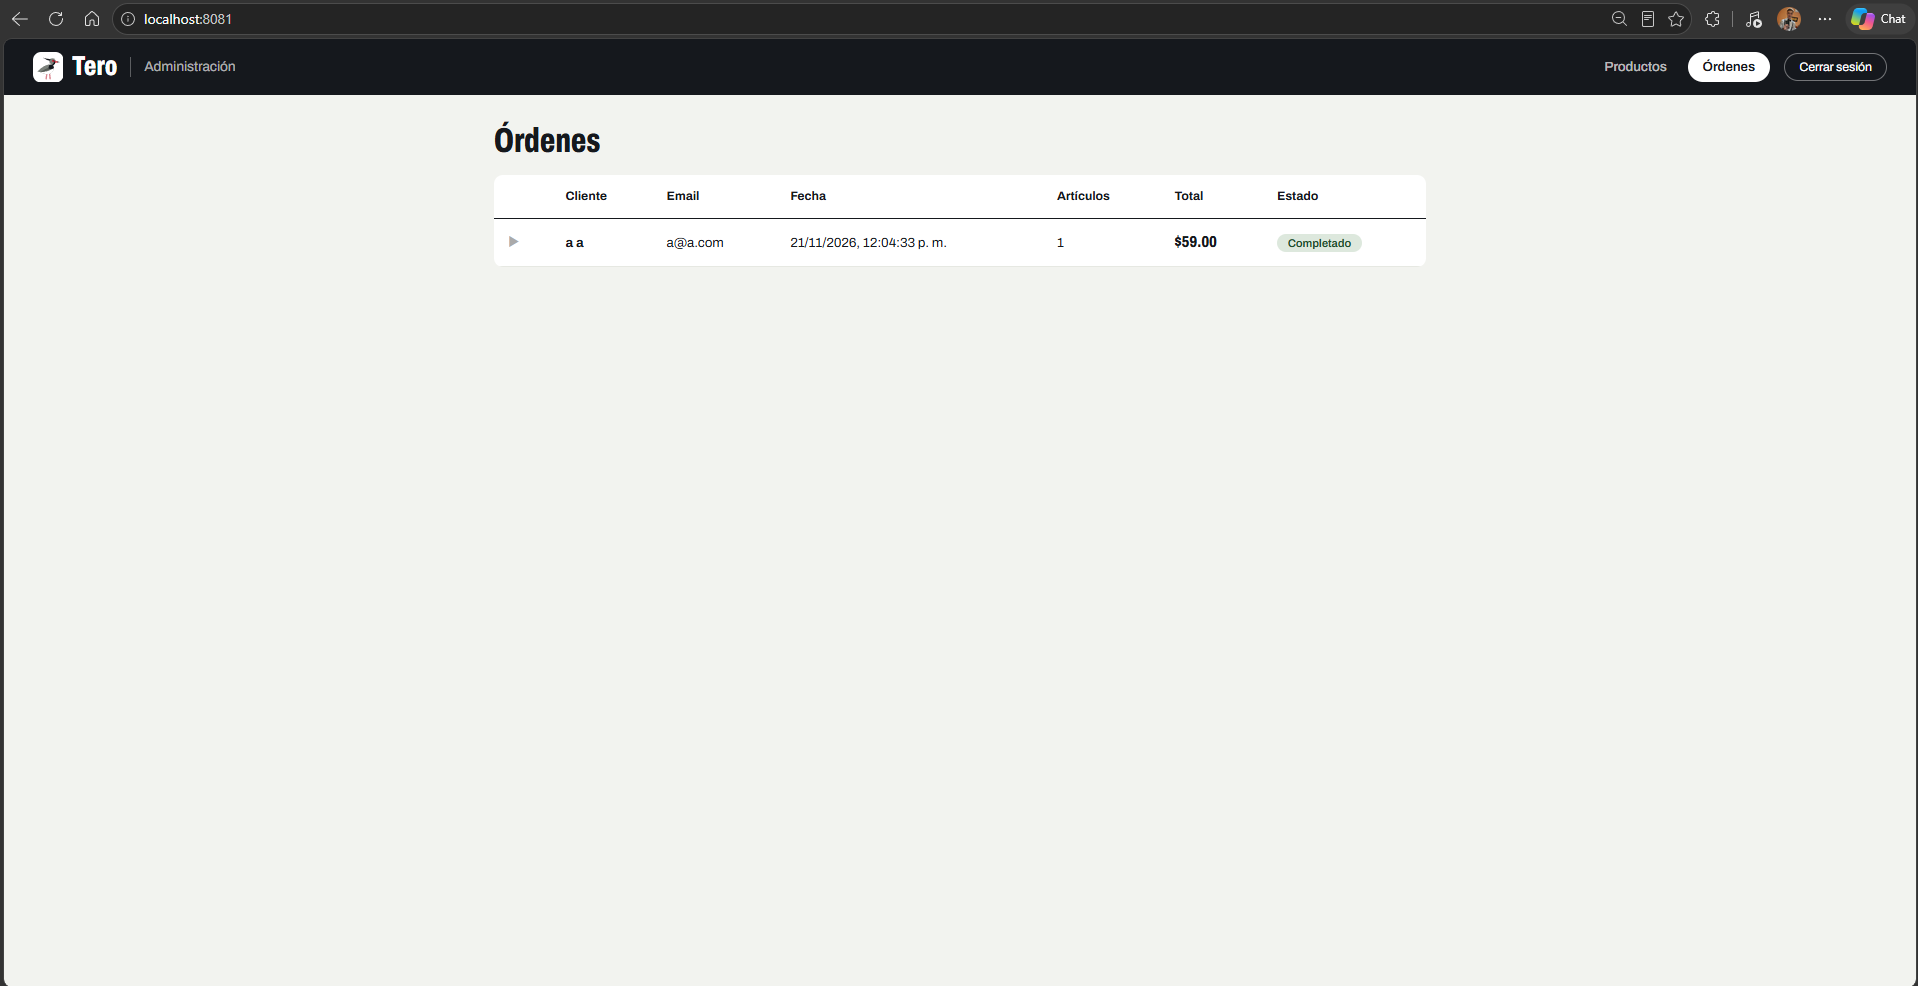 localhost:8081
Chat
Tero
Administración
Productos
Órdenes
Cerrar sesión
Órdenes
Cliente Email Fecha Artículos Total Estado
a a a@a.com 21/11/2026, 12:04:33 p. m. 1 $59.00 Completado